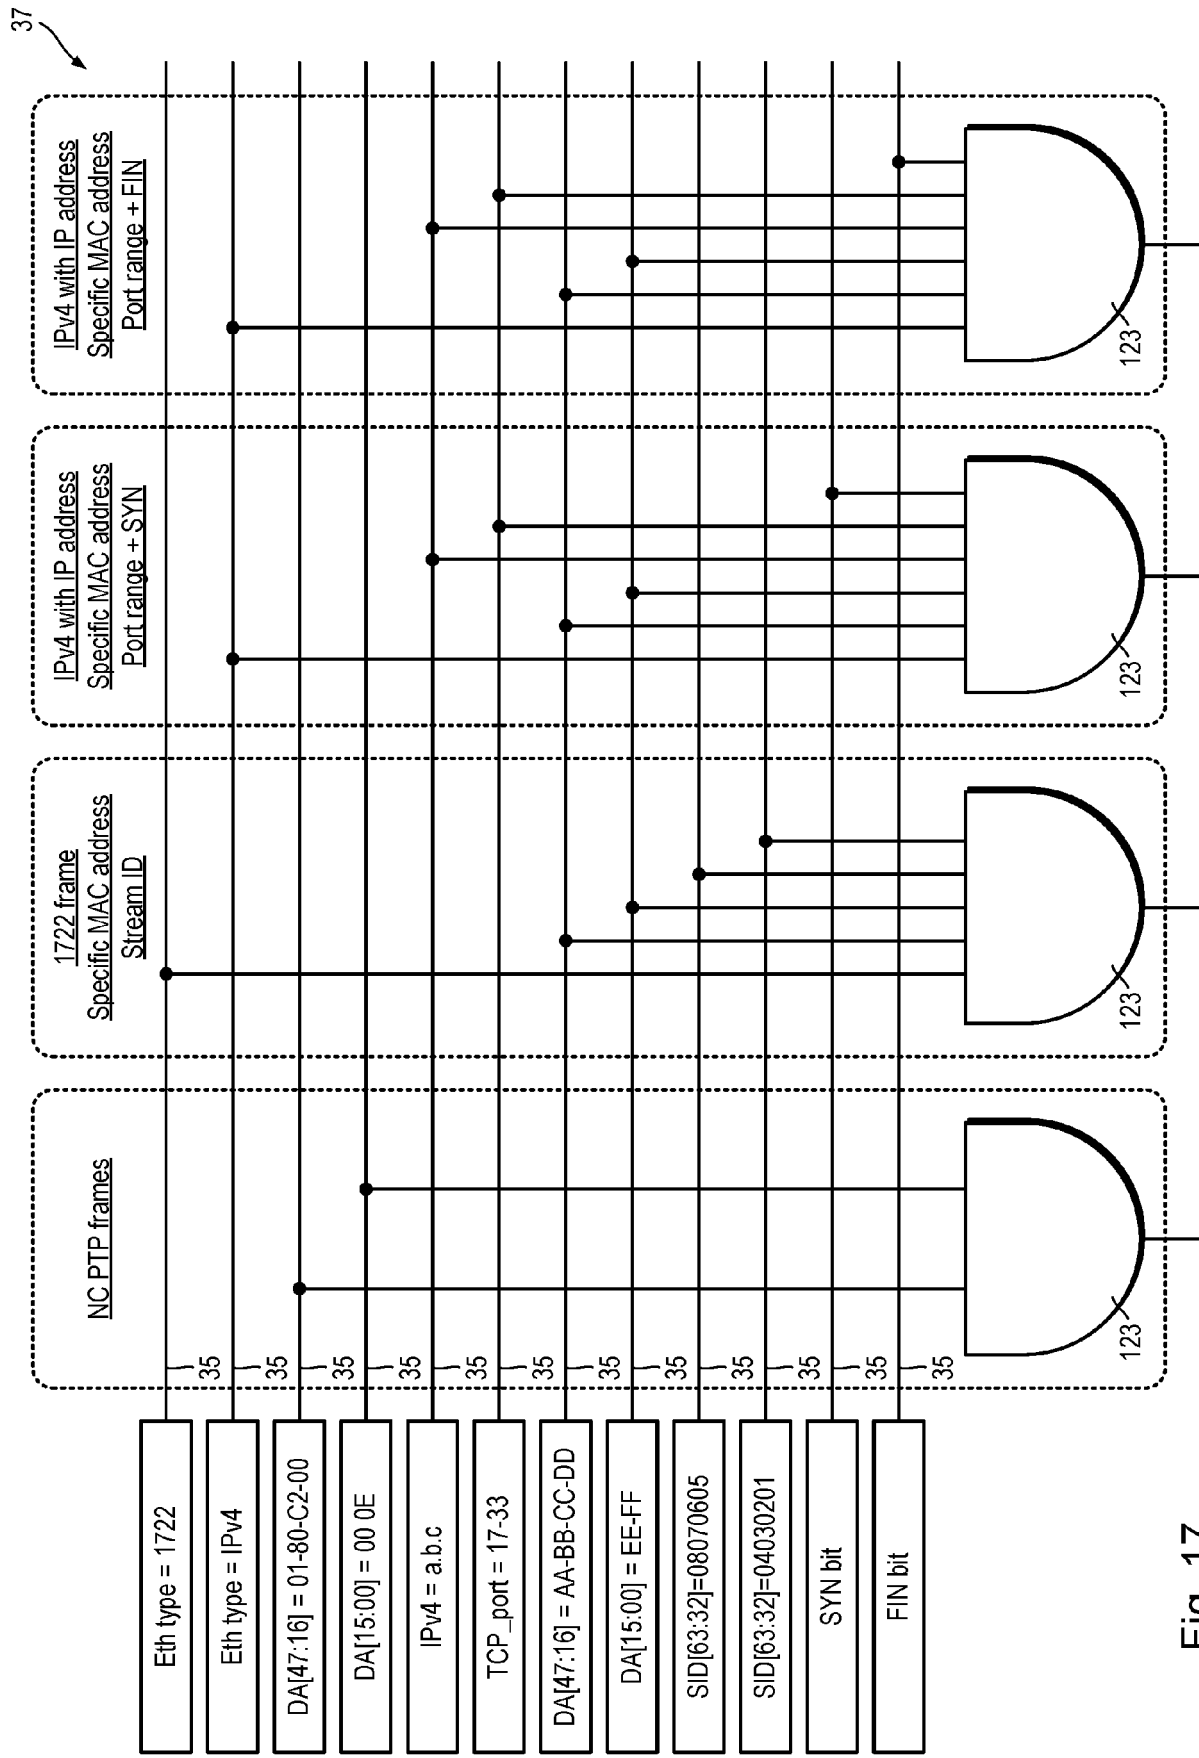 37
NC PTP frames
1722 frame
Specific MAC address
Stream ID
IPv4 with IP address
Specific MAC address
Port range + SYN
IPv4 with IP address
Specific MAC address
Port range + FIN
Eth type = 1722
35
Eth type = IPv4
35
DA[47:16] = 01-80-C2-00
35
DA[15:00] = 00 0E
35
IPv4 = a.b.c
35
TCP_port = 17-33
35
DA[47:16] = AA-BB-CC-DD
35
DA[15:00] = EE-FF
35
SID[63:32]=08070605
35
SID[63:32]=04030201
35
SYN bit
35
FIN bit
35
123
123
123
123
Fig. 17